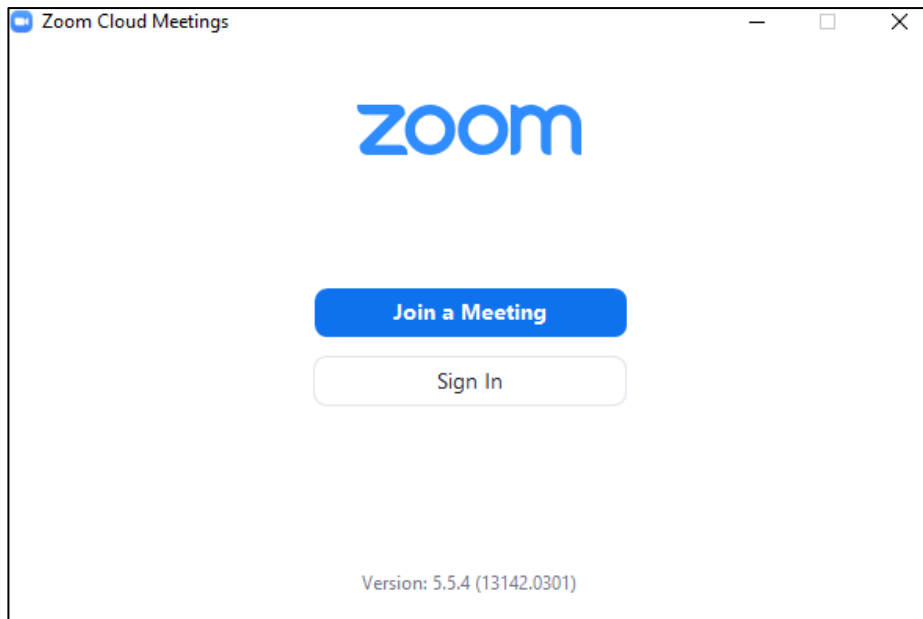 Zoom Cloud Meetings
zoom
Join a Meeting
Sign In
Version: 5.5.4 (13142.0301)